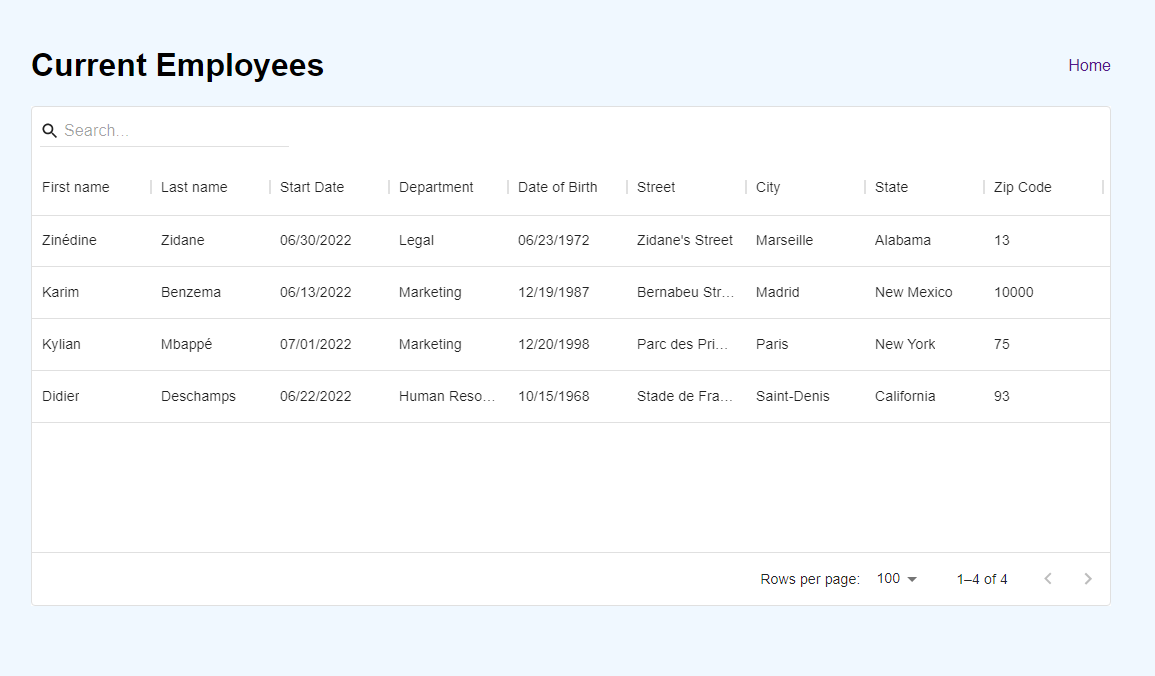 Current Employees
Home
Search...
First name Last name Start Date Department Date of Birth Street City State Zip Code
Zinédine Zidane 06/30/2022 Legal 06/23/1972 Zidane's Street Marseille Alabama 13
Karim Benzema 06/13/2022 Marketing 12/19/1987 Bernabeu Str... Madrid New Mexico 10000
Kylian Mbappé 07/01/2022 Marketing 12/20/1998 Parc des Pri... Paris New York 75
Didier Deschamps 06/22/2022 Human Reso... 10/15/1968 Stade de Fra... Saint-Denis California 93
Rows per page: 100 1–4 of 4